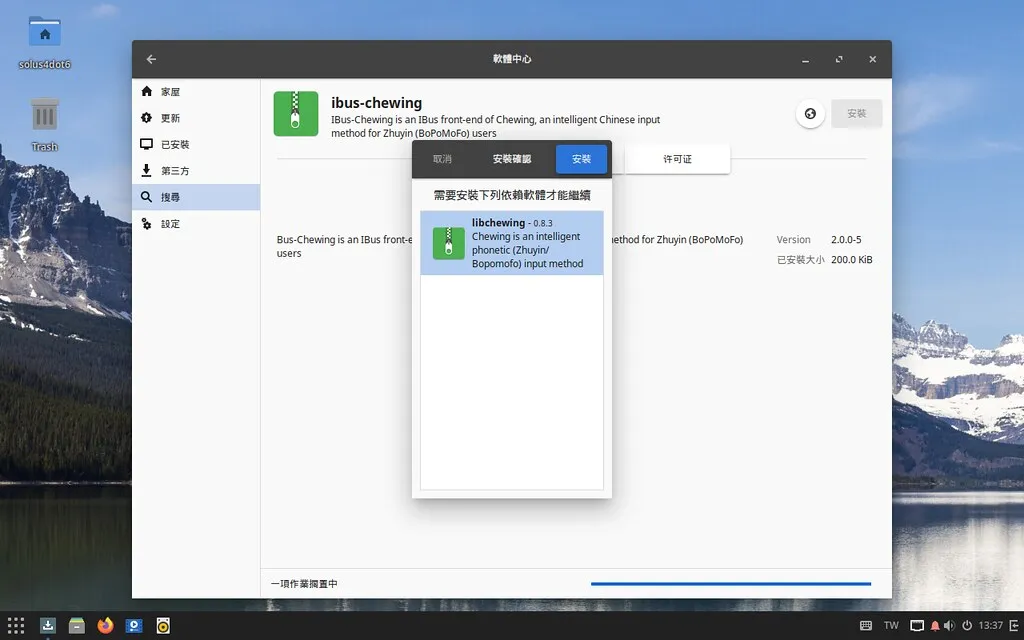 solus4dot6
Trash
軟體中心
家屋
更新
已安裝
第三方
搜尋
設定
ibus-chewing
IBus-Chewing is an IBus front-end of Chewing, an intelligent Chinese input
method for Zhuyin (BoPoMoFo) users
安裝
许可证
Bus-Chewing is an IBus front-e
ethod for Zhuyin (BoPoMoFo)
users
Version 2.0.0-5
已安裝大小 200.0 KiB
取消
安裝確認
安裝
需要安裝下列依賴軟體才能繼續
libchewing - 0.8.3
Chewing is an intelligent
phonetic (Zhuyin/
Bopomofo) input method
一項作業擱置中
TW
13:37